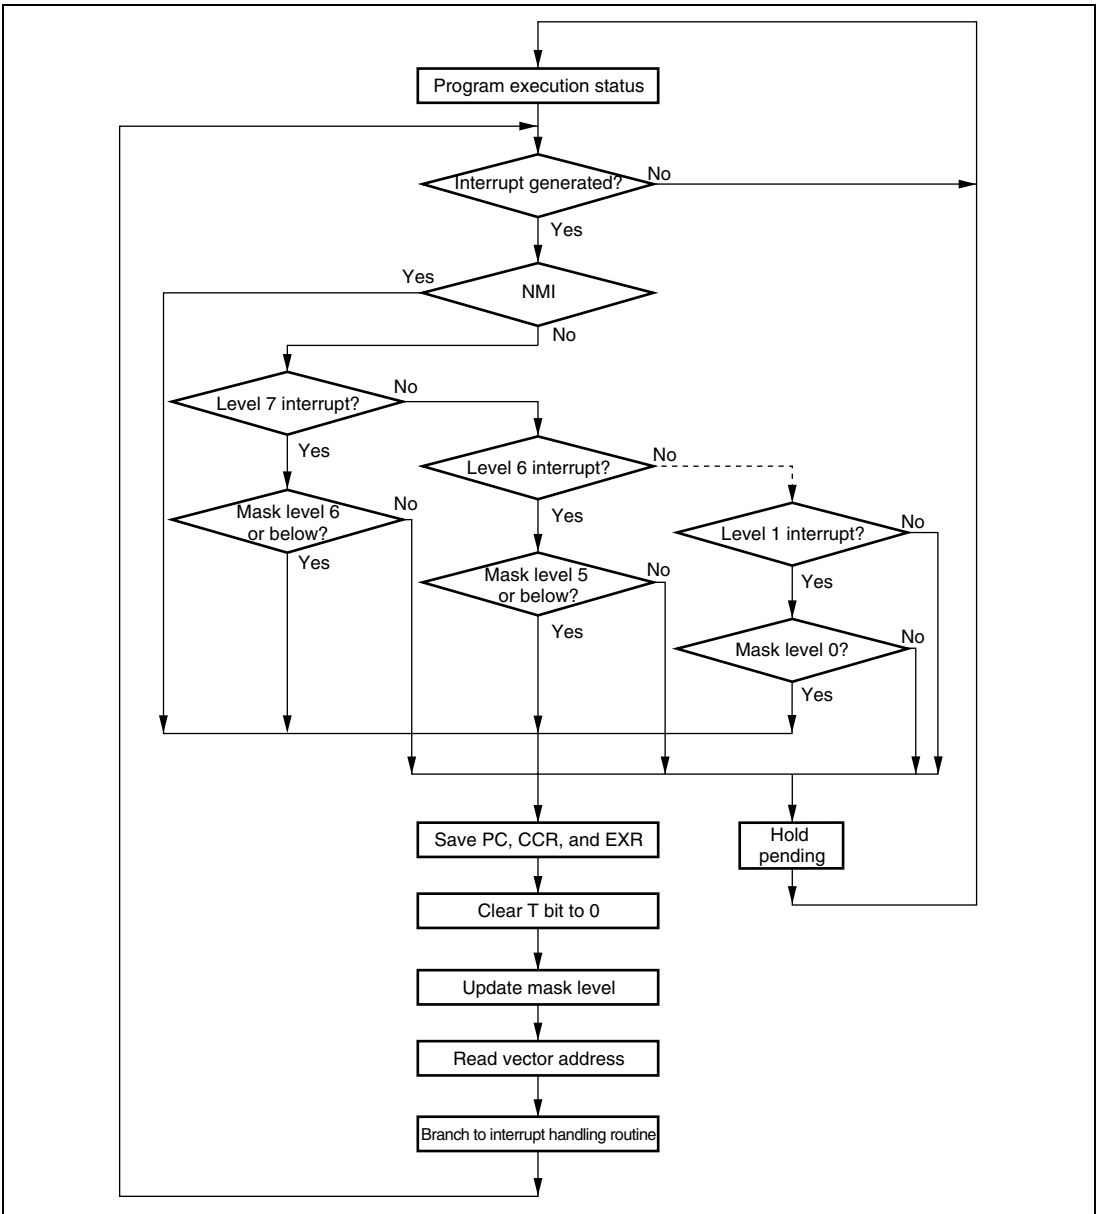 Program execution status
Interrupt generated?
No
Yes
Yes
NMI
No
Level 7 interrupt?
No
Yes
Level 6 interrupt?
No
Mask level 6
or below?
No
Yes
Yes
Level 1 interrupt?
No
Mask level 5
or below?
No
Yes
Yes
Mask level 0?
No
Yes
Save PC, CCR, and EXR
Hold
pending
Clear T bit to 0
Update mask level
Read vector address
Branch to interrupt handling routine